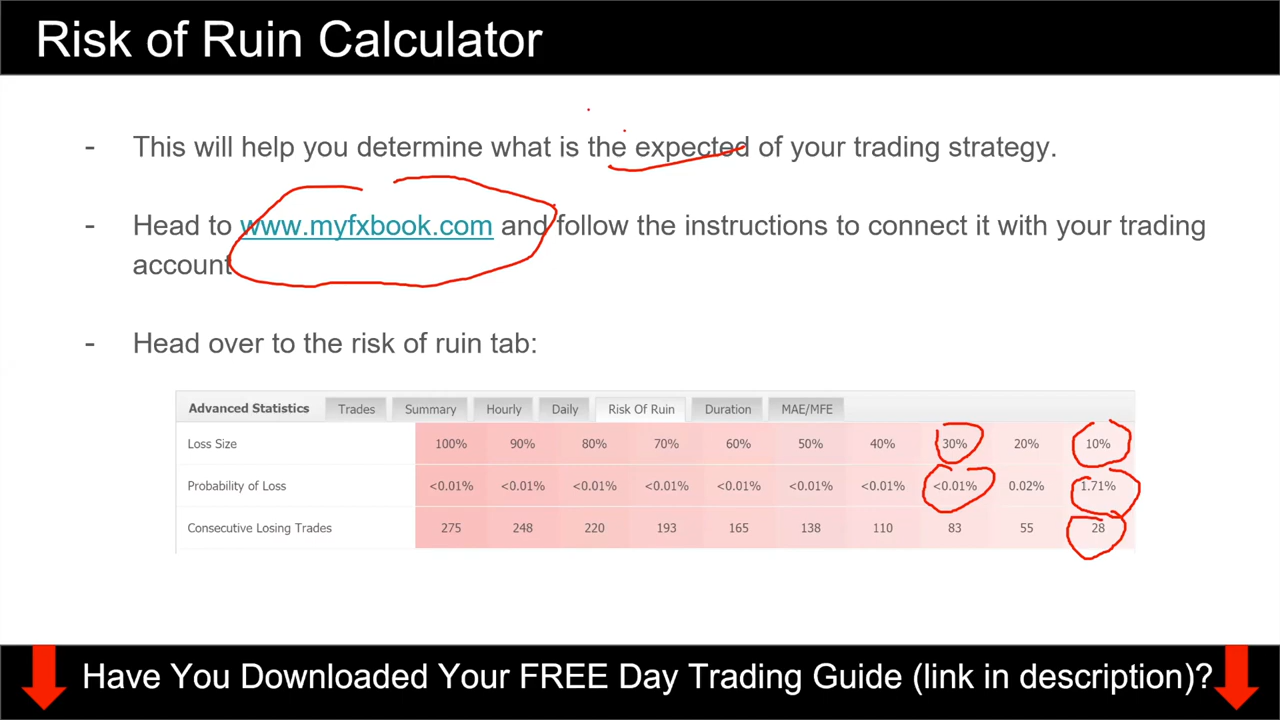 Risk of Ruin Calculator
- This will help you determine what is the expected of your trading strategy.
- Head to www.myfxbook.com and follow the instructions to connect it with your trading
account
- Head over to the risk of ruin tab:
Advanced Statistics Trades Summary Hourly Daily Risk Of Ruin Duration MAE/MFE
Loss Size 100% 90% 80% 70% 60% 50% 40% 30% 20% 10%
Probability of Loss <0.01% <0.01% <0.01% <0.01% <0.01% <0.01% <0.01% <0.01% 0.02% 1.71%
Consecutive Losing Trades 275 248 220 193 165 138 110 83 55 28
Have You Downloaded Your FREE Day Trading Guide (link in description)?